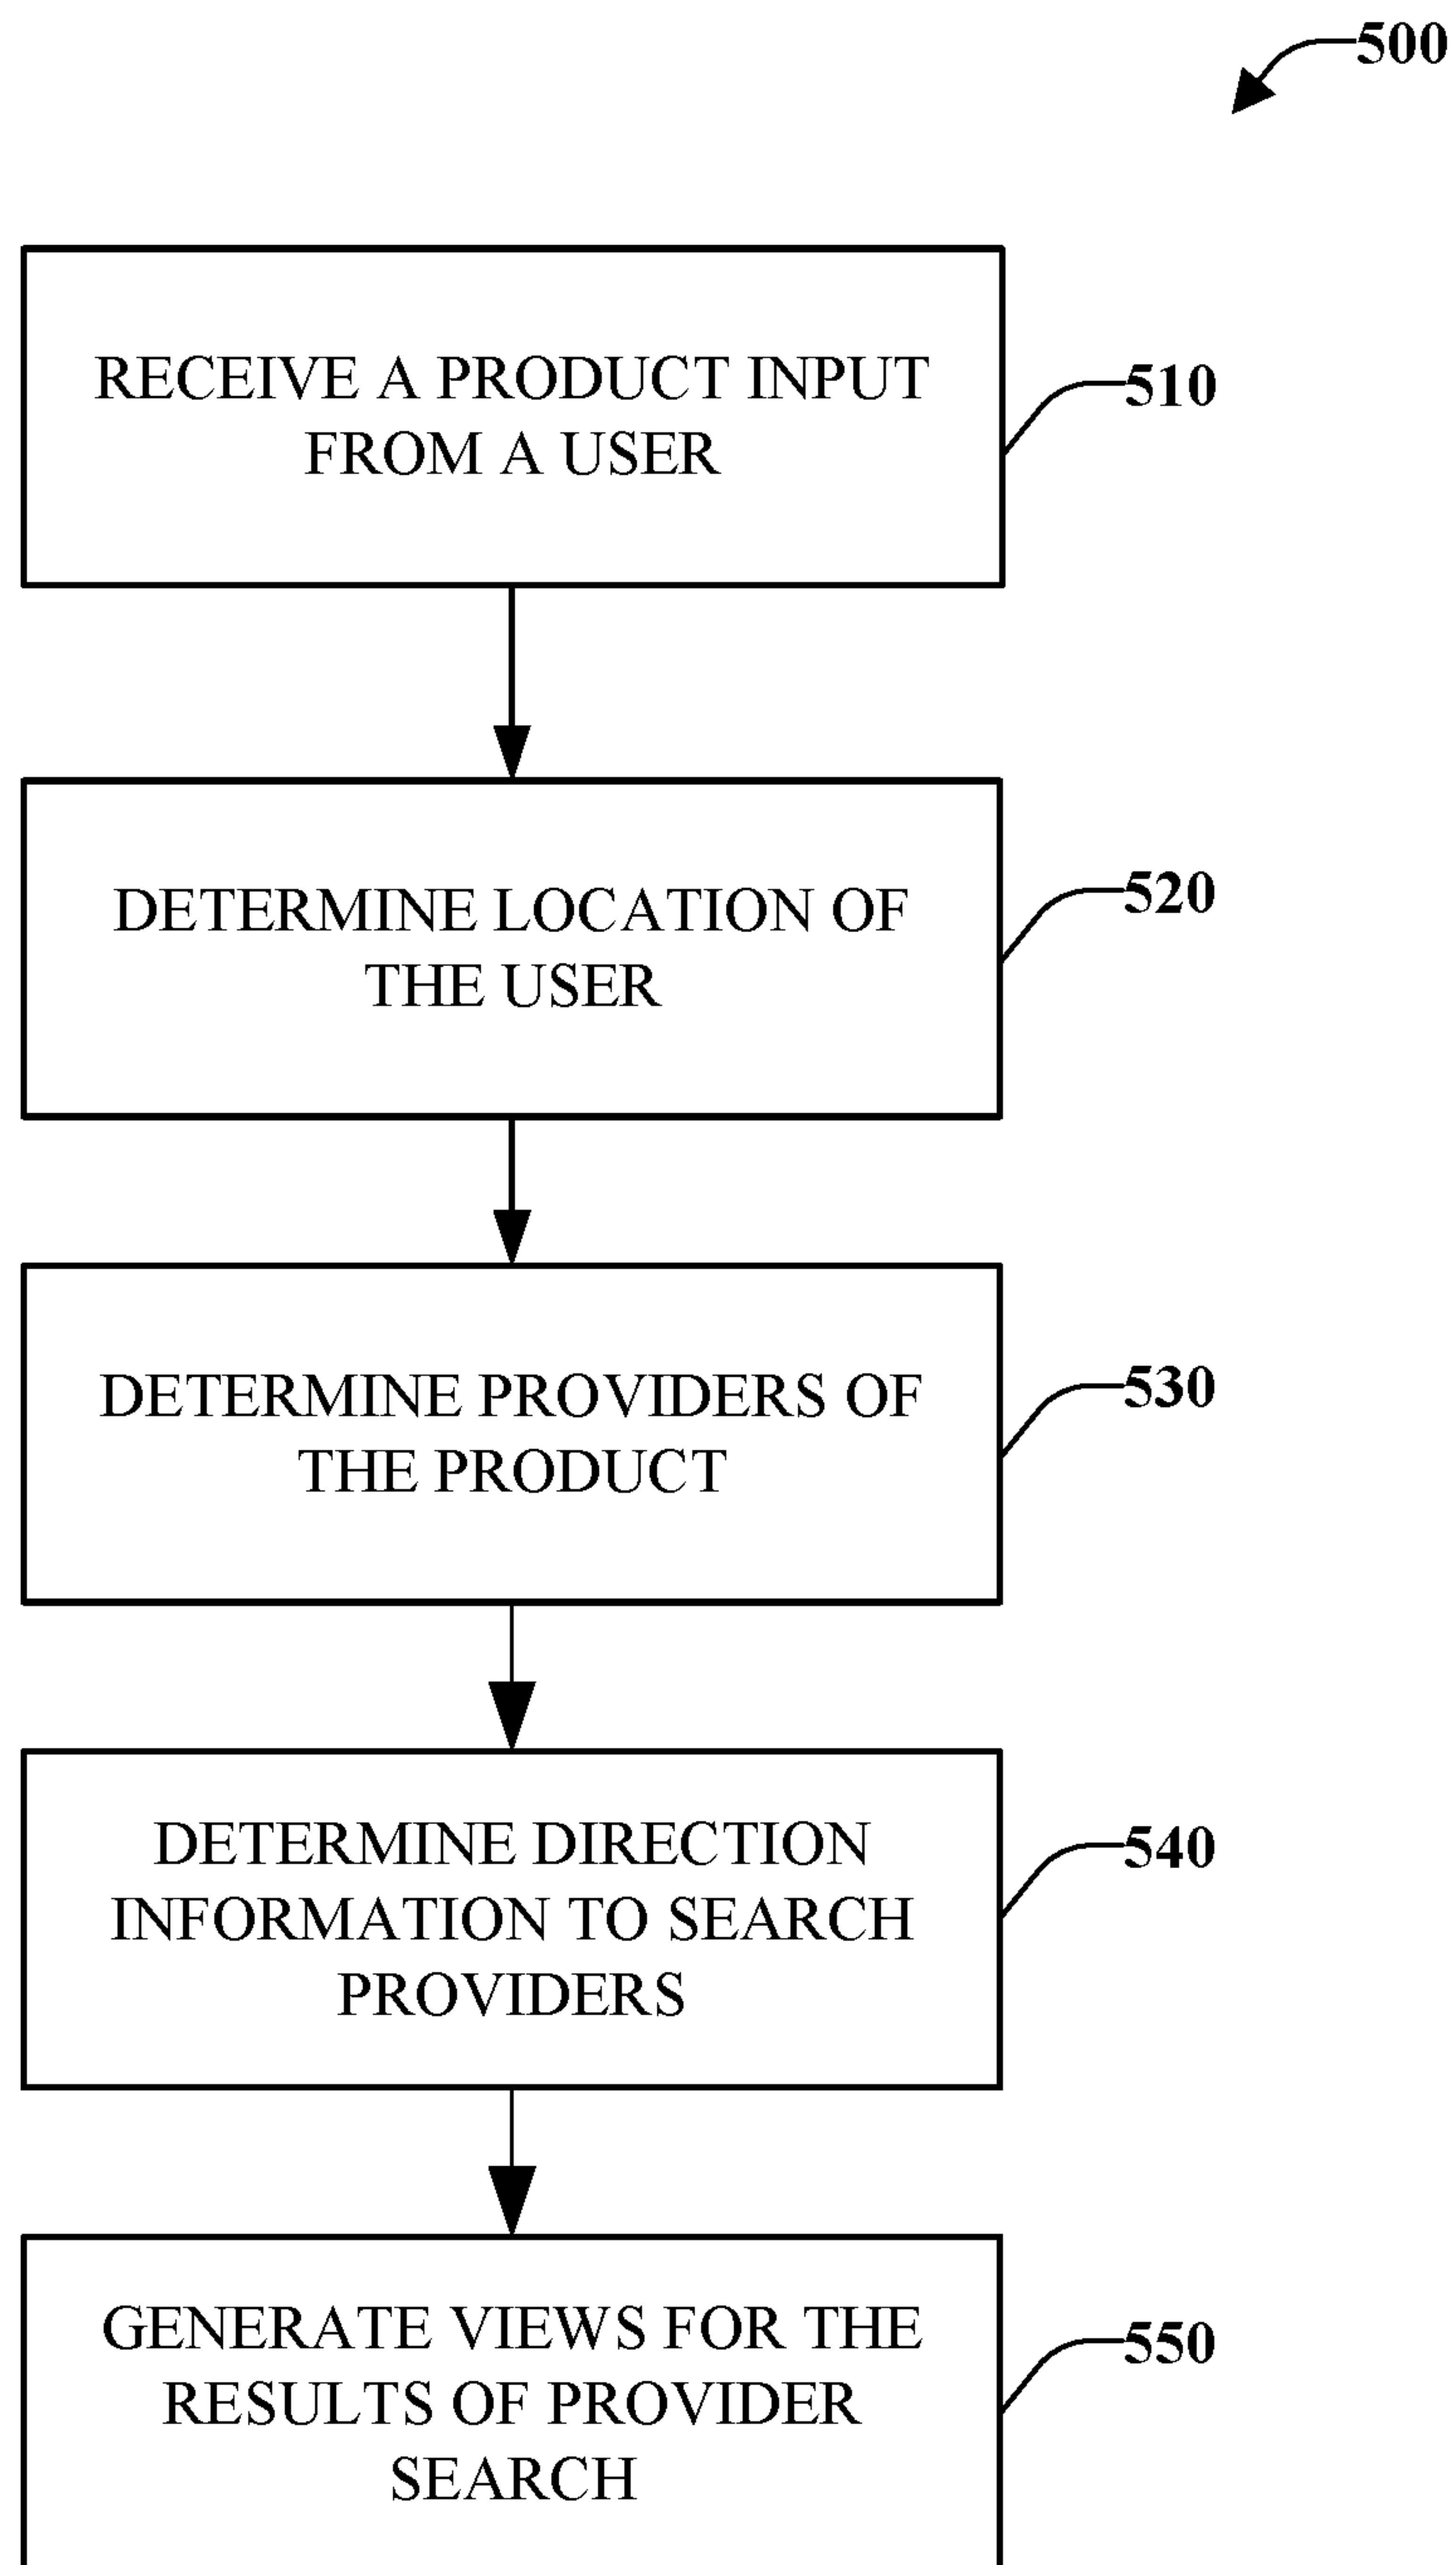 500
RECEIVE A PRODUCT INPUT
FROM A USER
510
DETERMINE LOCATION OF
THE USER
520
DETERMINE PROVIDERS OF
THE PRODUCT
530
DETERMINE DIRECTION
INFORMATION TO SEARCH
PROVIDERS
540
GENERATE VIEWS FOR THE
RESULTS OF PROVIDER
SEARCH
550